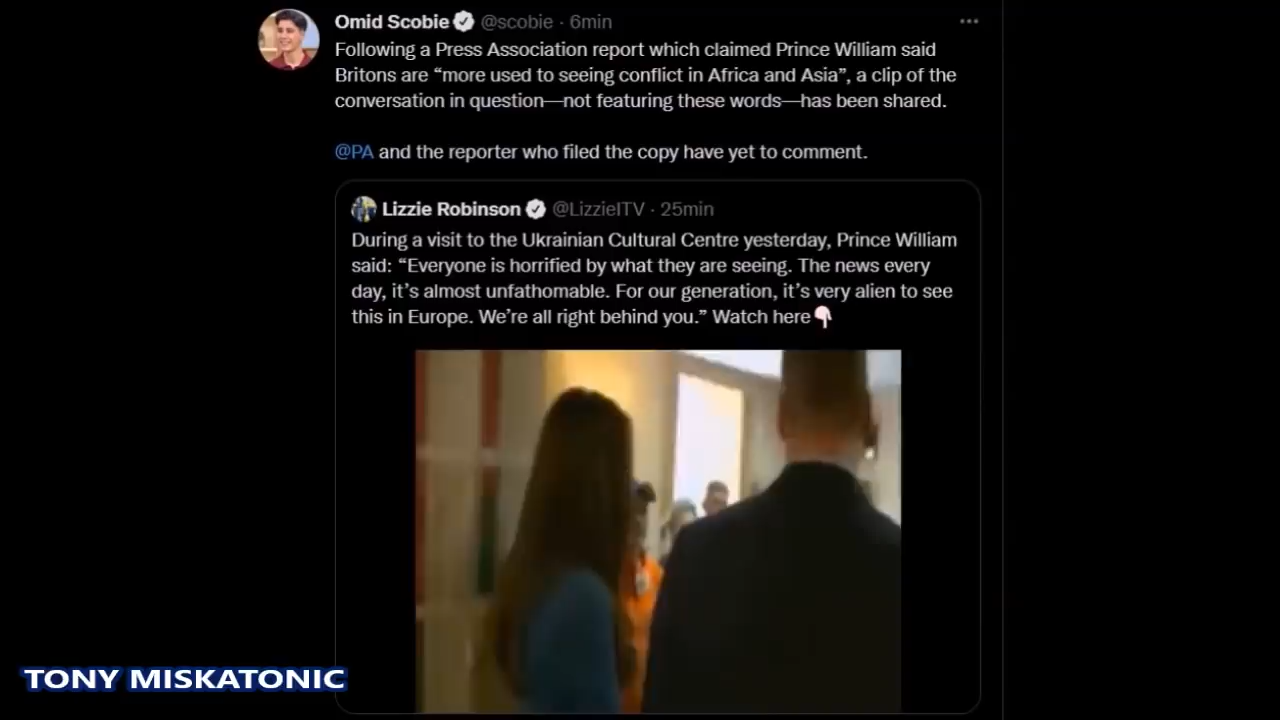 Omid Scobie @scobie · 6min
Following a Press Association report which claimed Prince William said
Britons are “more used to seeing conflict in Africa and Asia”, a clip of the
conversation in question—not featuring these words—has been shared.
@PA and the reporter who filed the copy have yet to comment.
Lizzie Robinson @LizzieITV · 25min
During a visit to the Ukrainian Cultural Centre yesterday, Prince William
said: “Everyone is horrified by what they are seeing. The news every
day, it’s almost unfathomable. For our generation, it’s very alien to see
this in Europe. We’re all right behind you.” Watch here👇🏻
TONY MISKATONIC